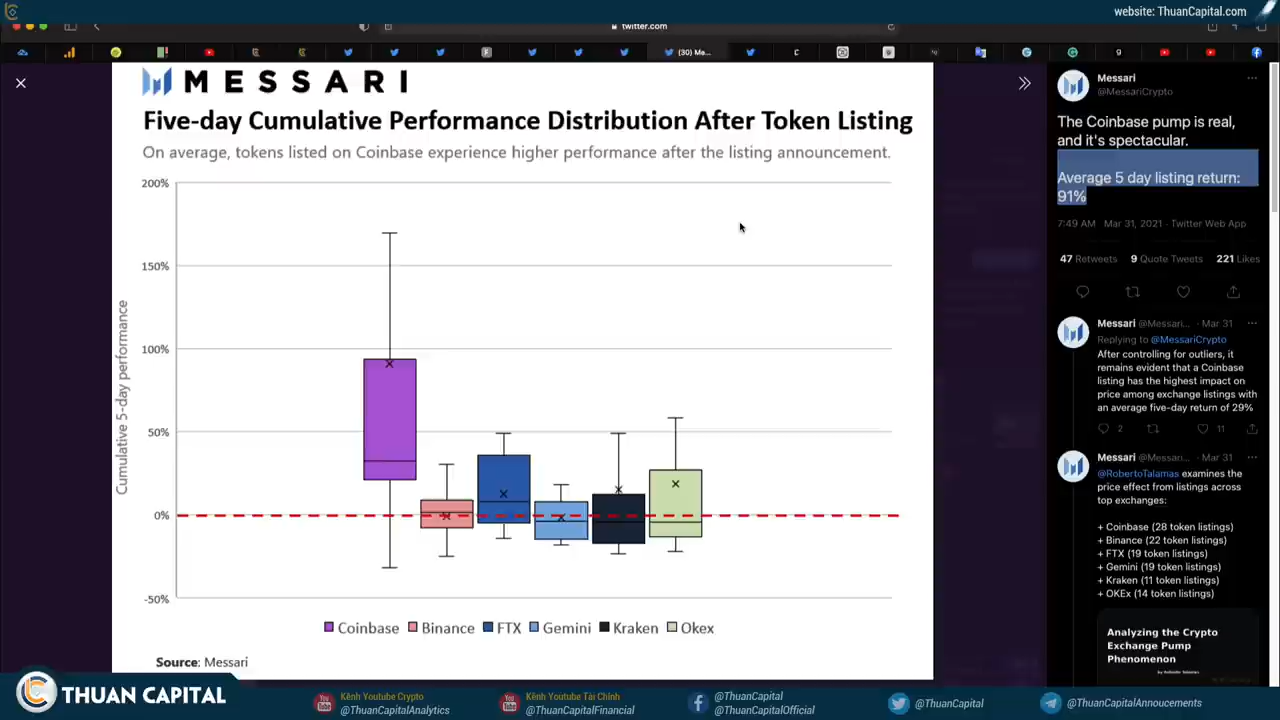 website: ThuanCapital.com
twitter.com
(30) Me...
MESSARI
Five-day Cumulative Performance Distribution After Token Listing
On average, tokens listed on Coinbase experience higher performance after the listing announcement.
Cumulative 5-day performance
200%
150%
100%
50%
0%
-50%
Coinbase Binance FTX Gemini Kraken Okex
Source: Messari
Messari
@MessariCrypto
The Coinbase pump is real,
and it's spectacular.
Average 5 day listing return:
91%
7:49 AM Mar 31, 2021 · Twitter Web App
47 Retweets 9 Quote Tweets 221 Likes
Messari @Messari... · Mar 31
Replying to @MessariCrypto
After controlling for outliers, it
remains evident that a Coinbase
listing has the highest impact on
price among exchange listings with
an average five-day return of 29%
2 11
Messari @Messari... · Mar 31
@RobertoTalamas examines the
price effect from listings across
top exchanges:
+ Coinbase (28 token listings)
+ Binance (22 token listings)
+ FTX (19 token listings)
+ Gemini (19 token listings)
+ Kraken (11 token listings)
+ OKEx (14 token listings)
Analyzing the Crypto
Exchange Pump
Phenomenon
THUAN CAPITAL
Kênh Youtube Crypto
@ThuanCapitalAnalytics
Kênh Youtube Tài Chính
@ThuanCapitalFinancial
@ThuanCapital
@ThuanCapitalOfficial
@ThuanCapital
@ThuanCapitalAnnoucements